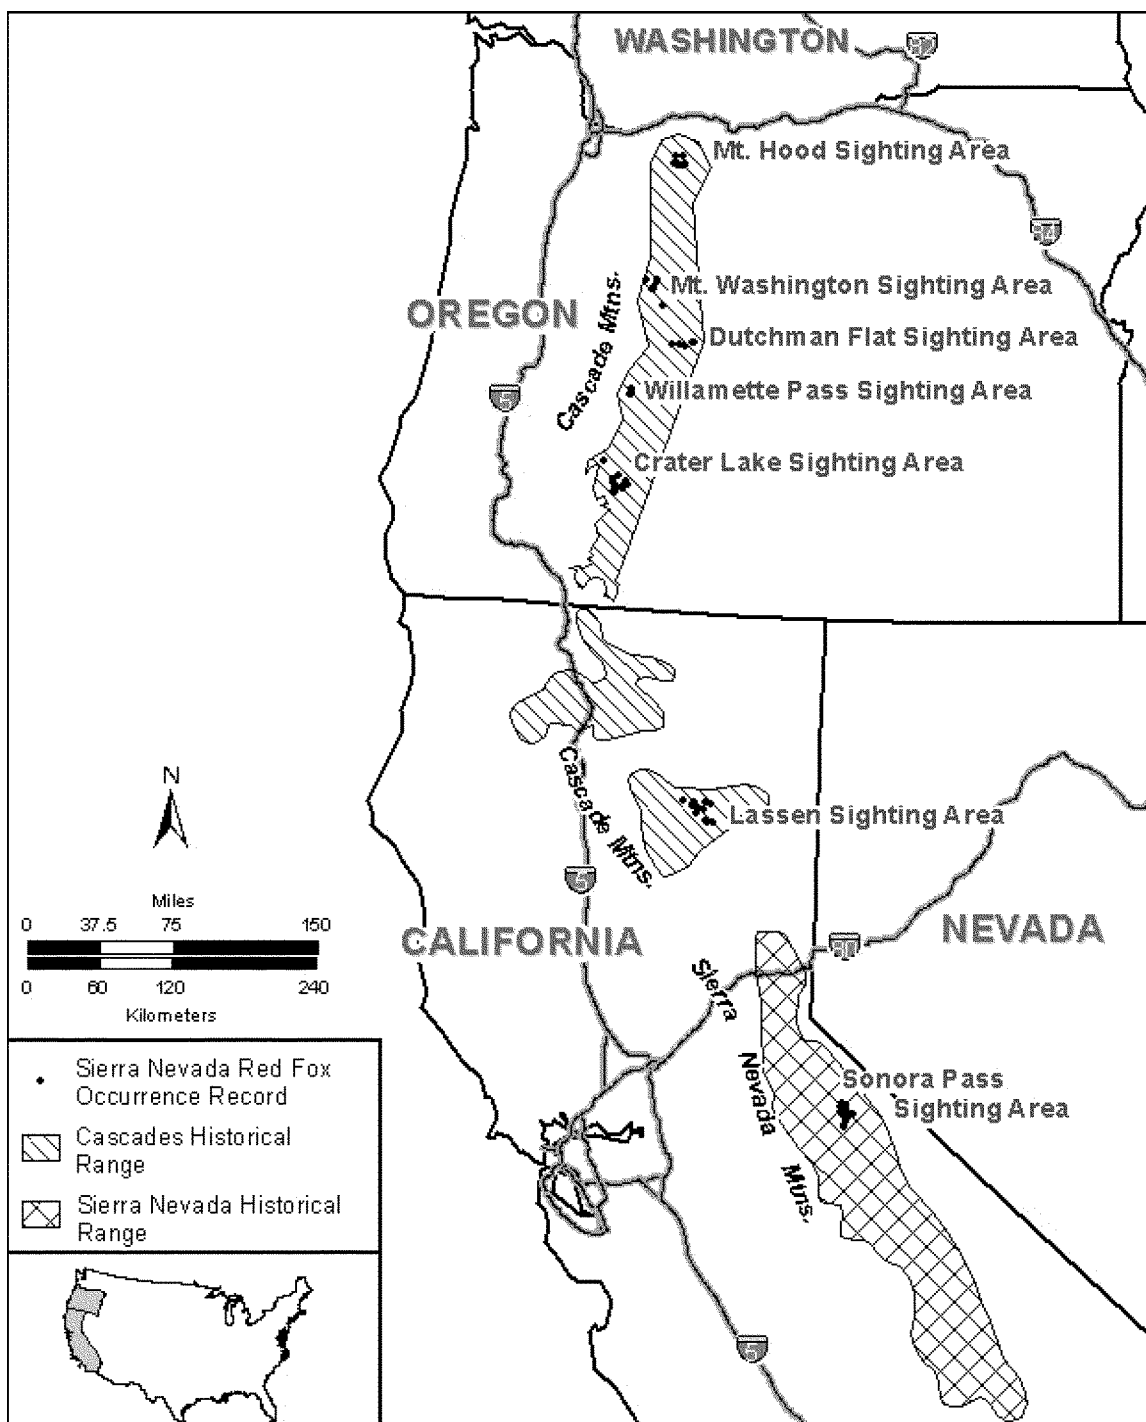 WASHINGTON
82
Mt. Hood Sighting Area
84
Mt. Washington Sighting Area
OREGON
Cascade Mtns.
Dutchman Flat Sighting Area
5
Willamette Pass Sighting Area
Crater Lake Sighting Area
Cascade Mtns.
N
Lassen Sighting Area
5
Miles
0 37.5 75 150
0 60 120 240
Kilometers
CALIFORNIA
NEVADA
80
Sierra Nevada Mtns.
Sierra Nevada Red Fox
Occurrence Record
Cascades Historical
Range
Sierra Nevada Historical
Range
Sonora Pass
Sighting Area
5